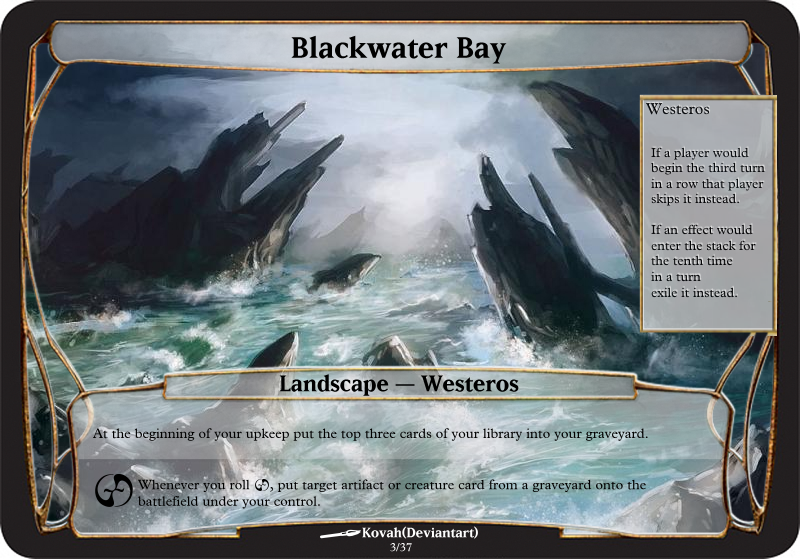 Blackwater Bay
Westeros
If a player would
begin the third turn
in a row that player
skips it instead.
If an effect would
enter the stack for
the tenth time
in a turn
exile it instead.
Landscape — Westeros
At the beginning of your upkeep put the top three cards of your library into your graveyard.
Whenever you roll , put target artifact or creature card from a graveyard onto the
battlefield under your control.
Kovah(Deviantart)
3/37